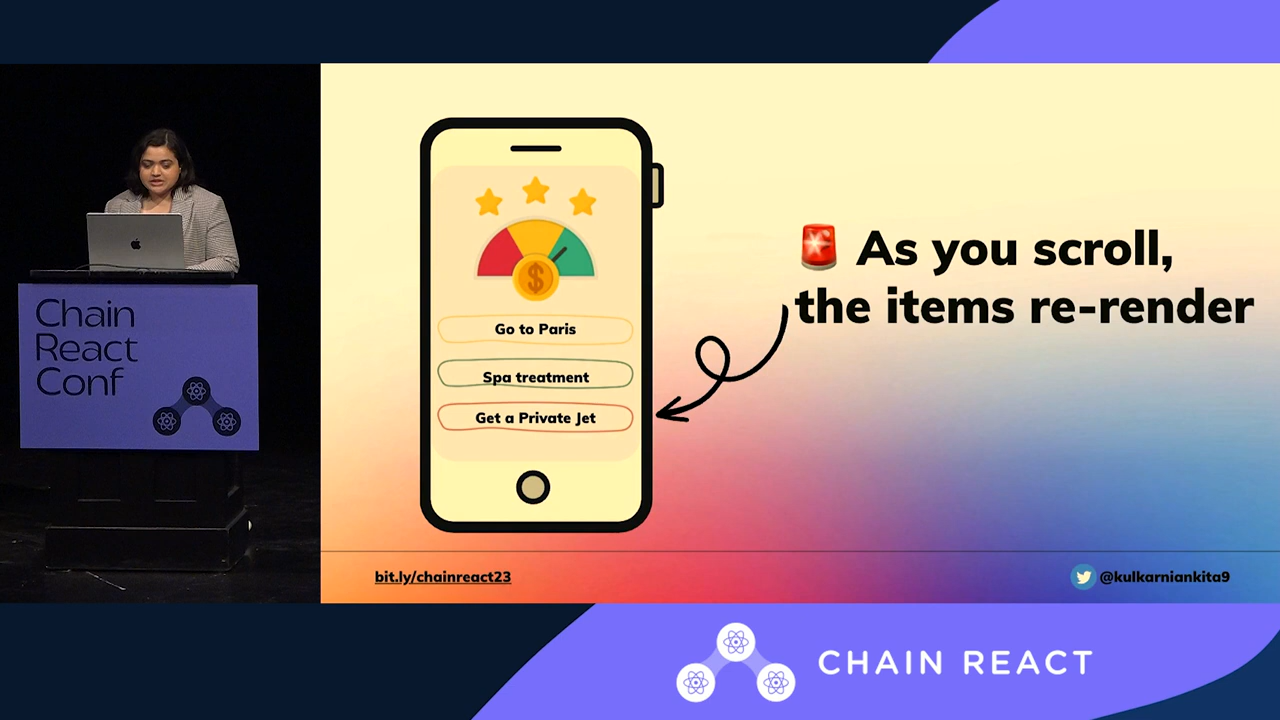 Chain
React
Conf
Go to Paris
Spa treatment
Get a Private Jet
$
🚨 As you scroll,
the items re-render
bit.ly/chainreact23
@kulkarniankita9
CHAIN REACT